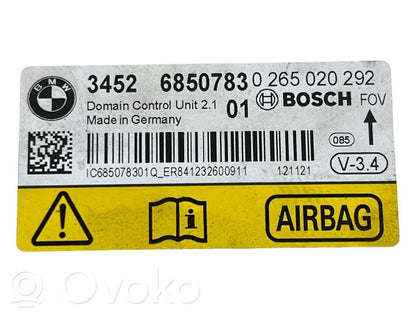 BMW
3452 6850783 0 265 020 292
Domain Control Unit 2.1 01 BOSCH FOV
Made in Germany
085
V-3.4
IC685078301Q_ER841232600911 121121
AIRBAG
© Ovoko